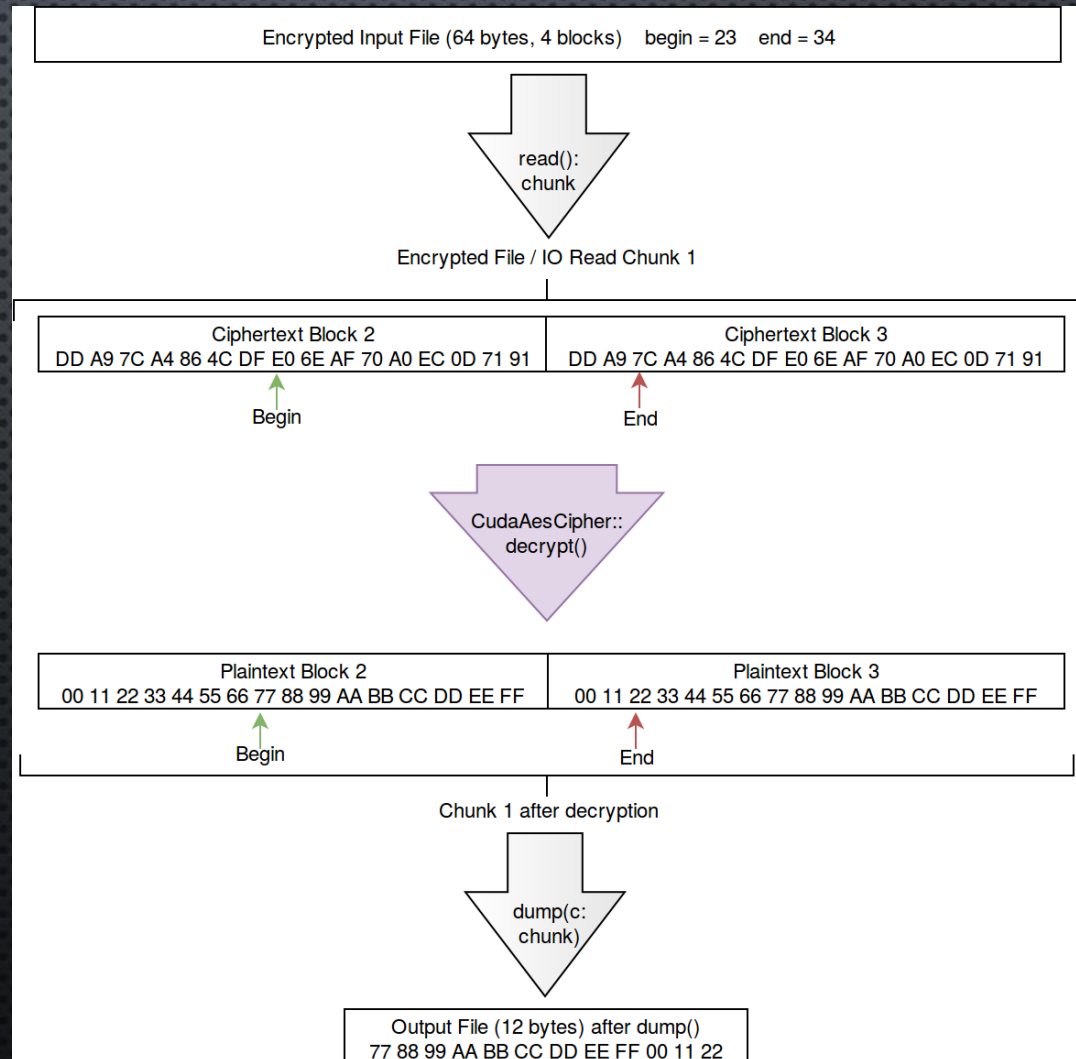 Encrypted Input File (64 bytes, 4 blocks) begin = 23 end = 34
read():
chunk
Encrypted File / IO Read Chunk 1
Ciphertext Block 2
DD A9 7C A4 86 4C DF E0 6E AF 70 A0 EC 0D 71 91
Ciphertext Block 3
DD A9 7C A4 86 4C DF E0 6E AF 70 A0 EC 0D 71 91
Begin
End
CudaAesCipher::
decrypt()
Plaintext Block 2
00 11 22 33 44 55 66 77 88 99 AA BB CC DD EE FF
Plaintext Block 3
00 11 22 33 44 55 66 77 88 99 AA BB CC DD EE FF
Begin
End
Chunk 1 after decryption
dump(c:
chunk)
Output File (12 bytes) after dump()
77 88 99 AA BB CC DD EE FF 00 11 22